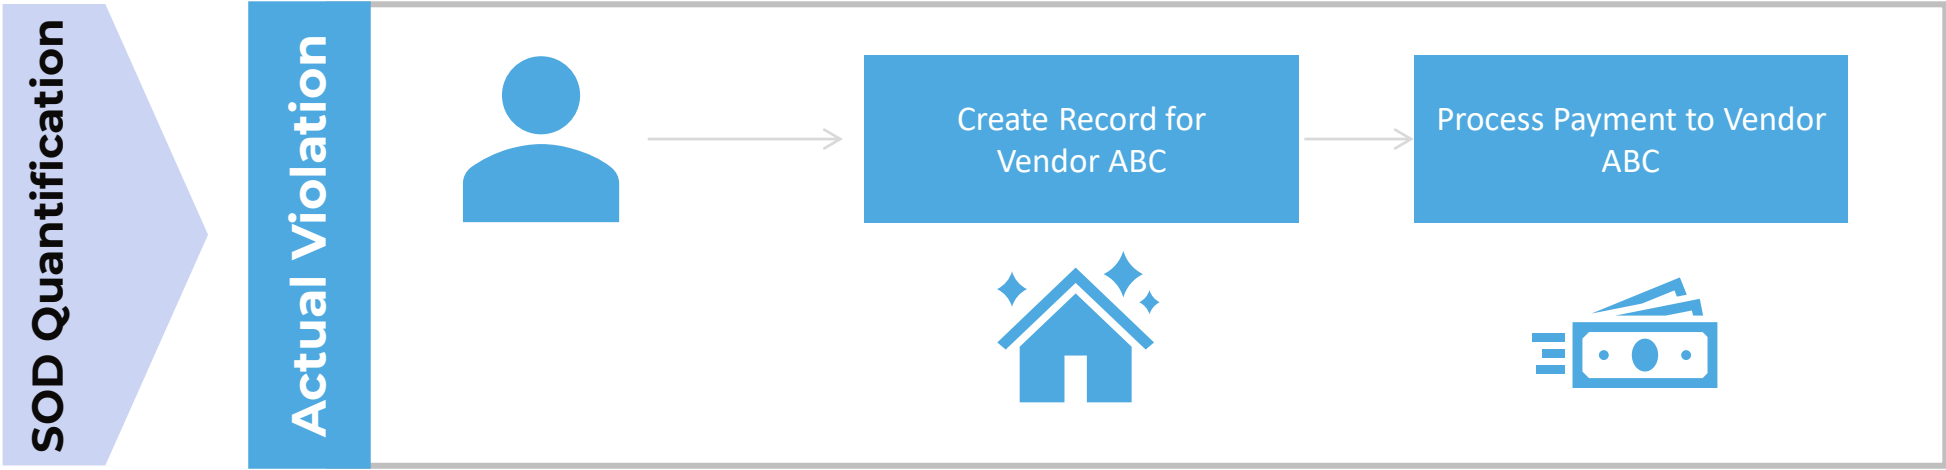 SOD Quantification
Actual Violation
Create Record for
Vendor ABC
Process Payment to Vendor
ABC